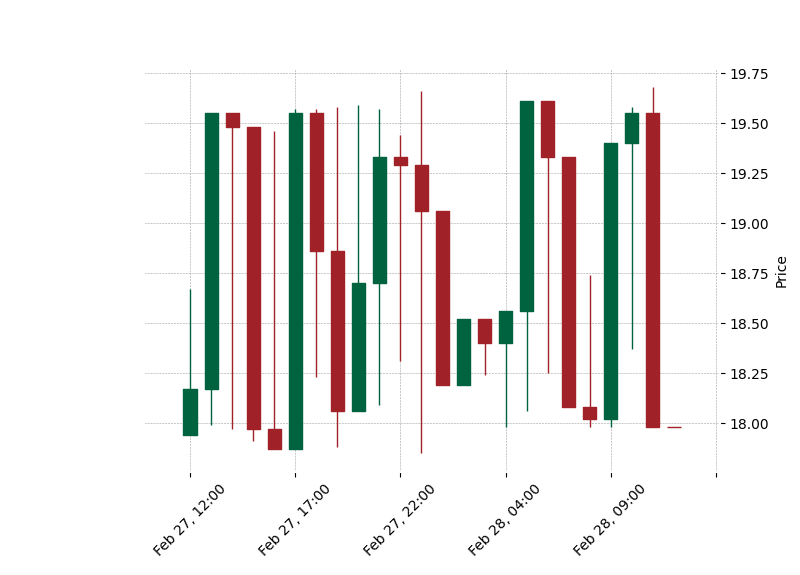 19.75
19.50
19.25
19.00
18.75
18.50
18.25
18.00
Price
Feb 27, 12:00
Feb 27, 17:00
Feb 27, 22:00
Feb 28, 04:00
Feb 28, 09:00